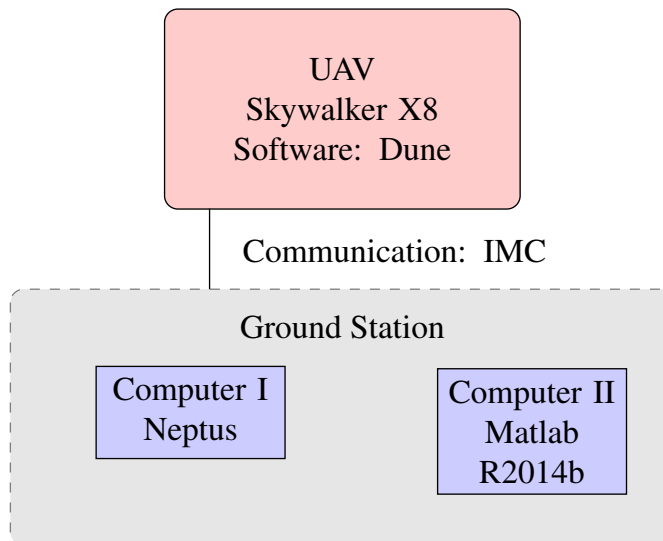 UAV
Skywalker X8
Software: Dune
Communication: IMC
Ground Station
Computer I
Neptus
Computer II
Matlab
R2014b